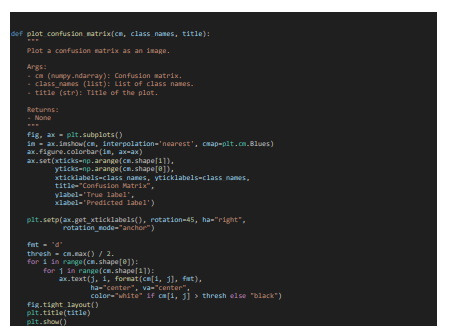 def plot_confusion_matrix(cm, class_names, title):
"""
Plot a confusion matrix as an image.
Args:
- cm (numpy.ndarray): Confusion matrix.
- class_names (list): List of class names.
- title (str): Title of the plot.
Returns:
- None
"""
fig, ax = plt.subplots()
im = ax.imshow(cm, interpolation='nearest', cmap=plt.cm.Blues)
ax.figure.colorbar(im, ax=ax)
ax.set(xticks=np.arange(cm.shape[1]),
yticks=np.arange(cm.shape[0]),
xticklabels=class_names, yticklabels=class_names,
title="Confusion Matrix",
ylabel='True label',
xlabel='Predicted label')
plt.setp(ax.get_xticklabels(), rotation=45, ha="right",
rotation_mode="anchor")
fmt = 'd'
thresh = cm.max() / 2.
for i in range(cm.shape[0]):
for j in range(cm.shape[1]):
ax.text(j, i, format(cm[i, j], fmt),
ha="center", va="center",
color="white" if cm[i, j] > thresh else "black")
fig.tight_layout()
plt.title(title)
plt.show()